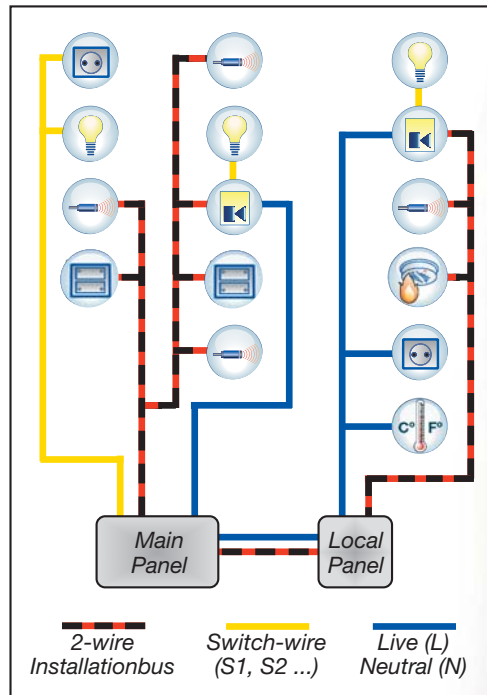 C° F°
Main
Panel
Local
Panel
2-wire
Installationbus
Switch-wire
(S1, S2 ...)
Live (L)
Neutral (N)